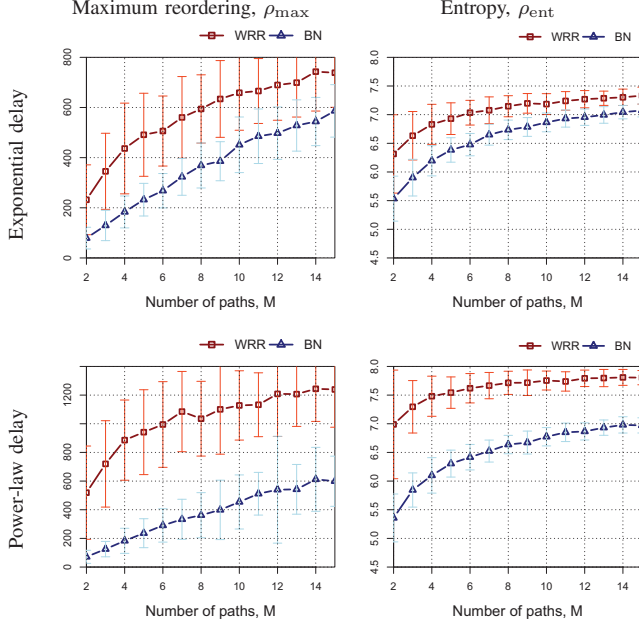 Maximum reordering, ρmax
Entropy, ρent
Exponential delay
WRR BN
800
600
400
200
0
2 4 6 8 10 12 14
Number of paths, M
WRR BN
8.0
7.5
7.0
6.5
6.0
5.5
5.0
4.5
2 4 6 8 10 12 14
Number of paths, M
Power-law delay
WRR BN
1200
1000
800
600
400
200
0
2 4 6 8 10 12 14
Number of paths, M
WRR BN
8.0
7.5
7.0
6.5
6.0
5.5
5.0
4.5
2 4 6 8 10 12 14
Number of paths, M